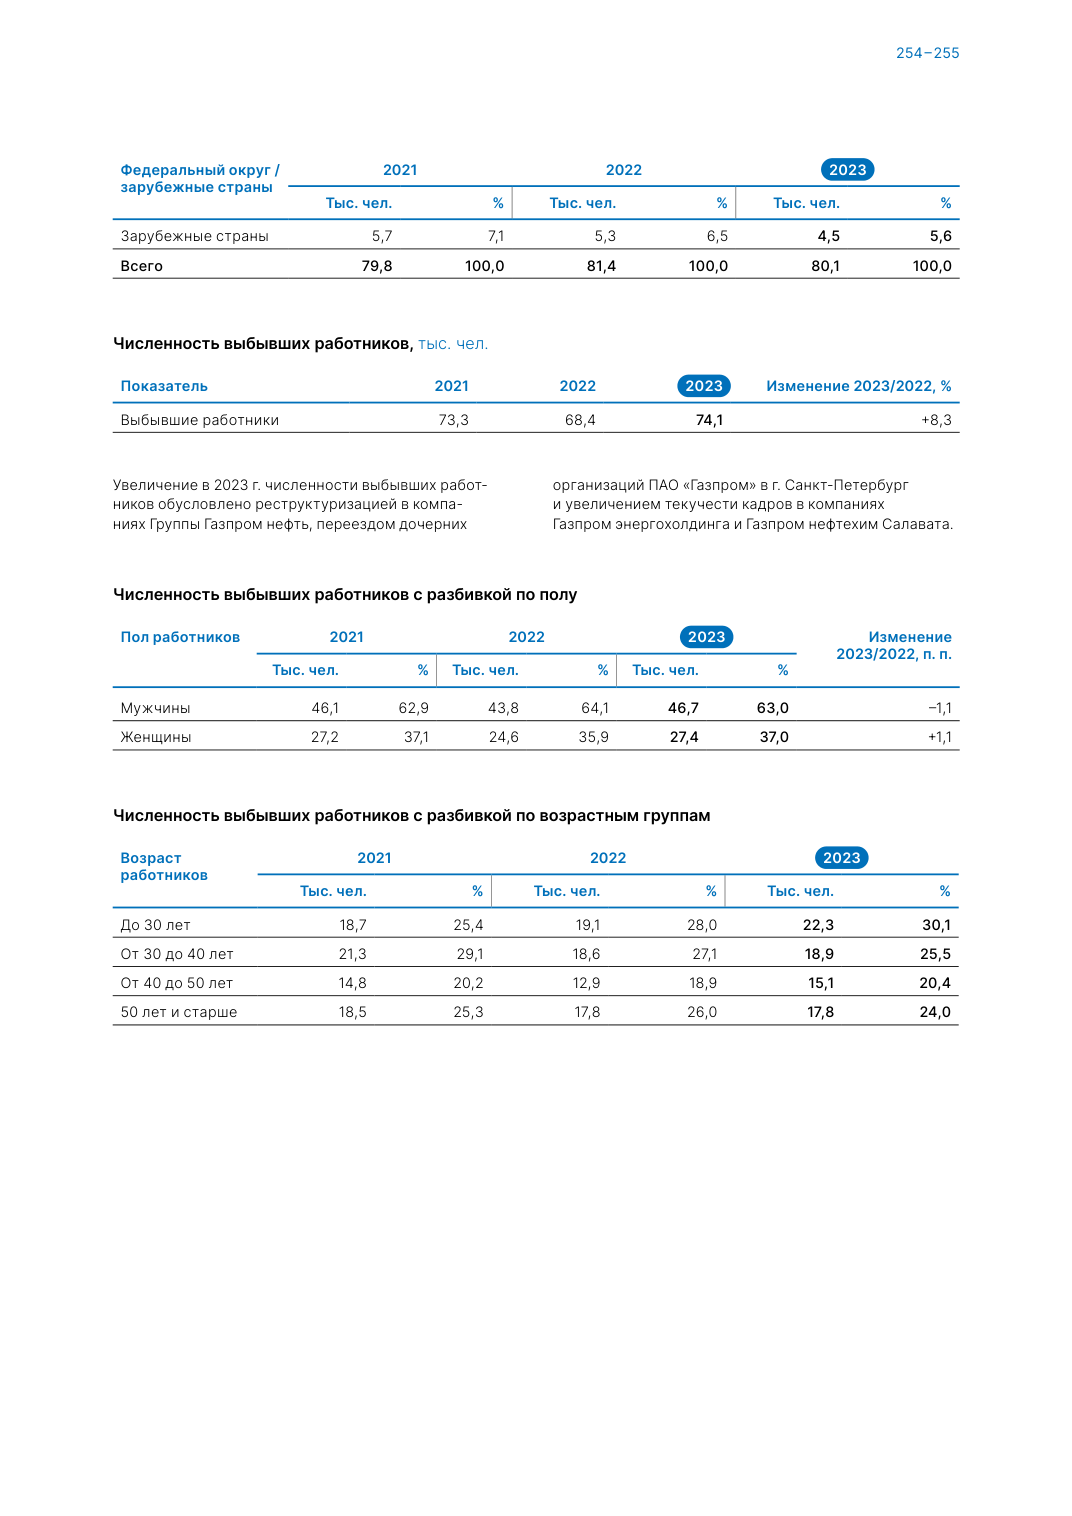 254–255
Федеральный округ / 2021 2022 2023
зарубежные страны
Тыс. чел. % Тыс. чел. % Тыс. чел. %
Зарубежные страны 5,7 7,1 5,3 6,5 4,5 5,6
Всего 79,8 100,0 81,4 100,0 80,1 100,0
Численность выбывших работников, тыс. чел.
Показатель 2021 2022 2023 Изменение 2023/2022, %
Выбывшие работники 73,3 68,4 74,1 +8,3
Увеличение в 2023 г. численности выбывших работ-
ников обусловлено реструктуризацией в компа-
ниях Группы Газпром нефть, переездом дочерних
организаций ПАО «Газпром» в г. Санкт-Петербург
и увеличением текучести кадров в компаниях
Газпром энергохолдинга и Газпром нефтехим Салавата.
Численность выбывших работников с разбивкой по полу
Пол работников 2021 2022 2023 Изменение
2023/2022, п. п.
Тыс. чел. % Тыс. чел. % Тыс. чел. %
Мужчины 46,1 62,9 43,8 64,1 46,7 63,0 –1,1
Женщины 27,2 37,1 24,6 35,9 27,4 37,0 +1,1
Численность выбывших работников с разбивкой по возрастным группам
Возраст 2021 2022 2023
работников
Тыс. чел. % Тыс. чел. % Тыс. чел. %
До 30 лет 18,7 25,4 19,1 28,0 22,3 30,1
От 30 до 40 лет 21,3 29,1 18,6 27,1 18,9 25,5
От 40 до 50 лет 14,8 20,2 12,9 18,9 15,1 20,4
50 лет и старше 18,5 25,3 17,8 26,0 17,8 24,0